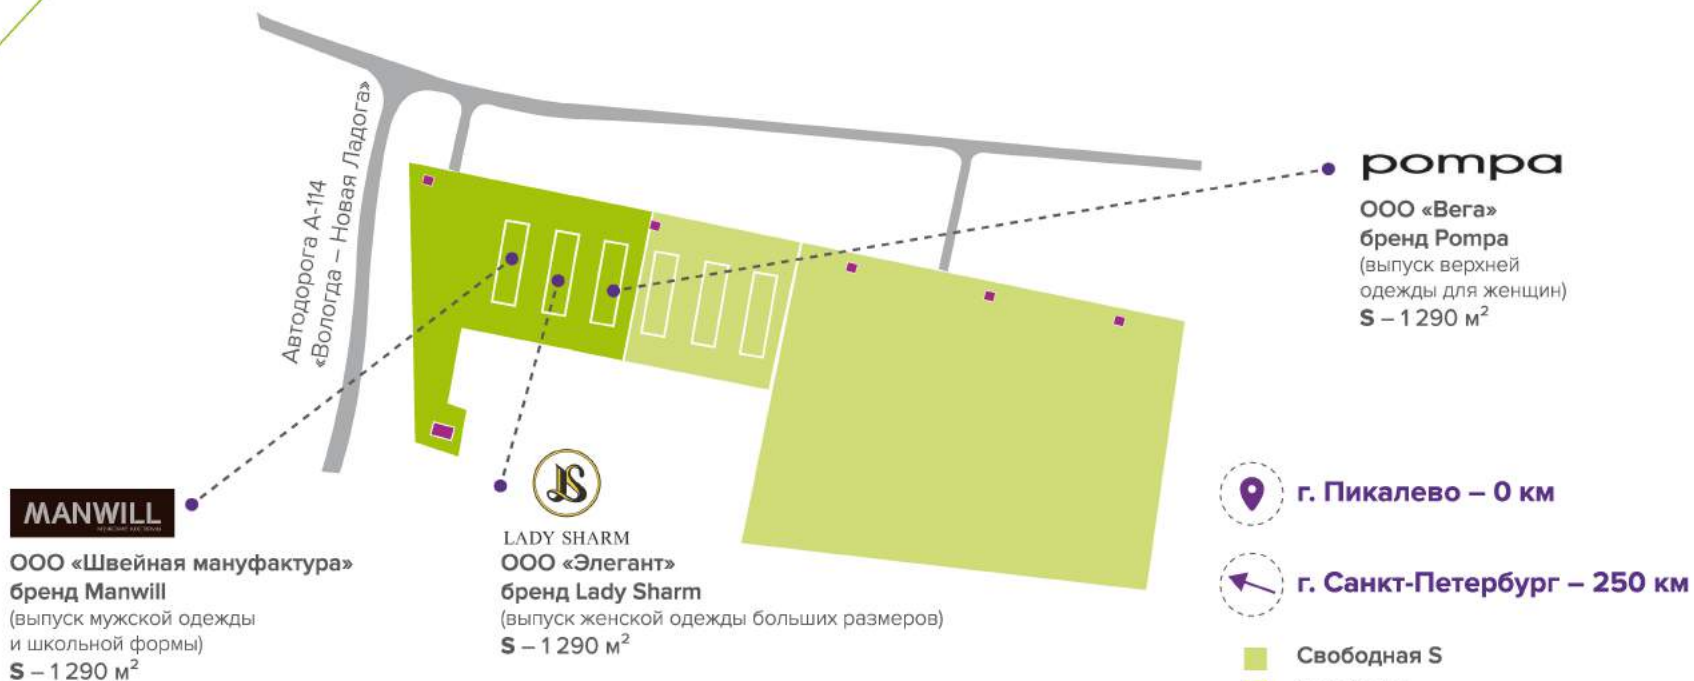 Автодорога А-114
«Вологда – Новая Ладога»
pompa
ООО «Вега»
бренд Pompa
(выпуск верхней
одежды для женщин)
S – 1 290 м²
MANWILL
ООО «Швейная мануфактура»
бренд Manwill
(выпуск мужской одежды
и школьной формы)
S – 1 290 м²
LS
LADY SHARM
ООО «Элегант»
бренд Lady Sharm
(выпуск женской одежды больших размеров)
S – 1 290 м²
г. Пикалево – 0 км
г. Санкт-Петербург – 250 км
Свободная S